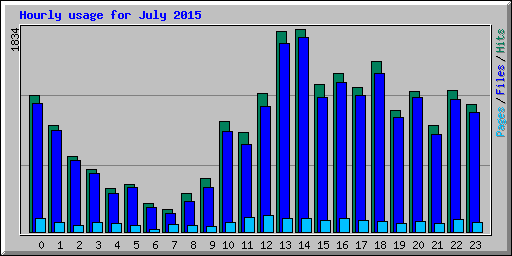 Hourly usage for July 2015
1834
Pages / Files / Hits
0 1 2 3 4 5 6 7 8 9 10 11 12 13 14 15 16 17 18 19 20 21 22 23